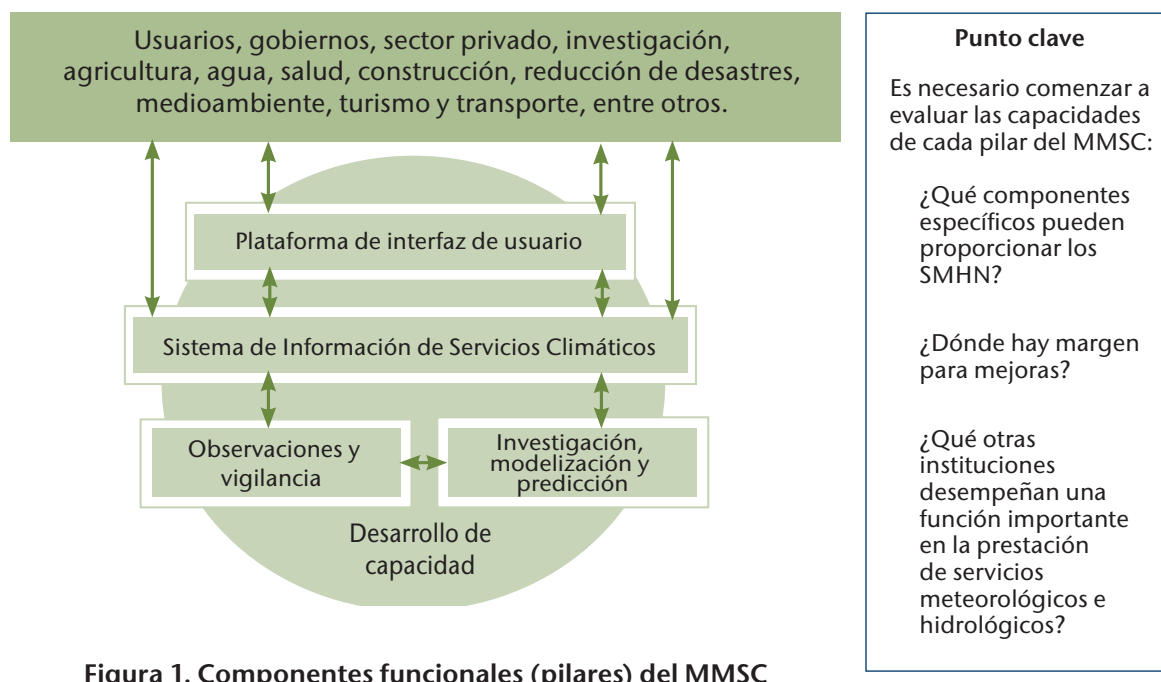 Usuarios, gobiernos, sector privado, investigación,
agricultura, agua, salud, construcción, reducción de desastres,
medioambiente, turismo y transporte, entre otros.
Plataforma de interfaz de usuario
Sistema de Información de Servicios Climáticos
Observaciones y
vigilancia
Investigación,
modelización y
predicción
Desarrollo de
capacidad
Figura 1. Componentes funcionales (pilares) del MMSC
Punto clave
Es necesario comenzar a
evaluar las capacidades
de cada pilar del MMSC:
¿Qué componentes
específicos pueden
proporcionar los
SMHN?
¿Dónde hay margen
para mejoras?
¿Qué otras
instituciones
desempeñan una
función importante
en la prestación
de servicios
meteorológicos e
hidrológicos?